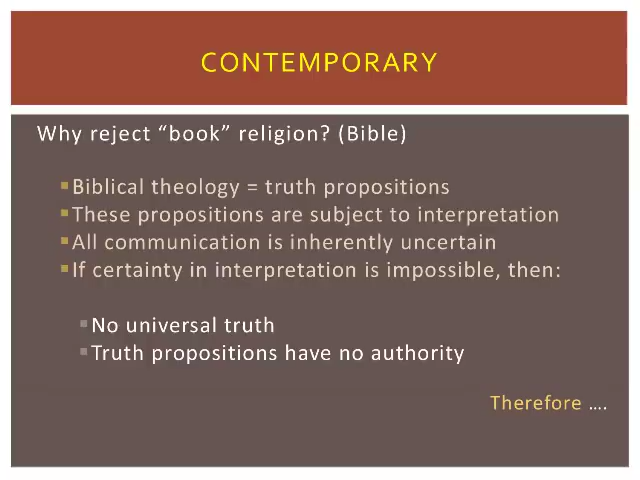 CONTEMPORARY
Why reject “book” religion? (Bible)
▪Biblical theology = truth propositions
▪These propositions are subject to interpretation
▪All communication is inherently uncertain
▪If certainty in interpretation is impossible, then:
▪No universal truth
▪Truth propositions have no authority
Therefore ....